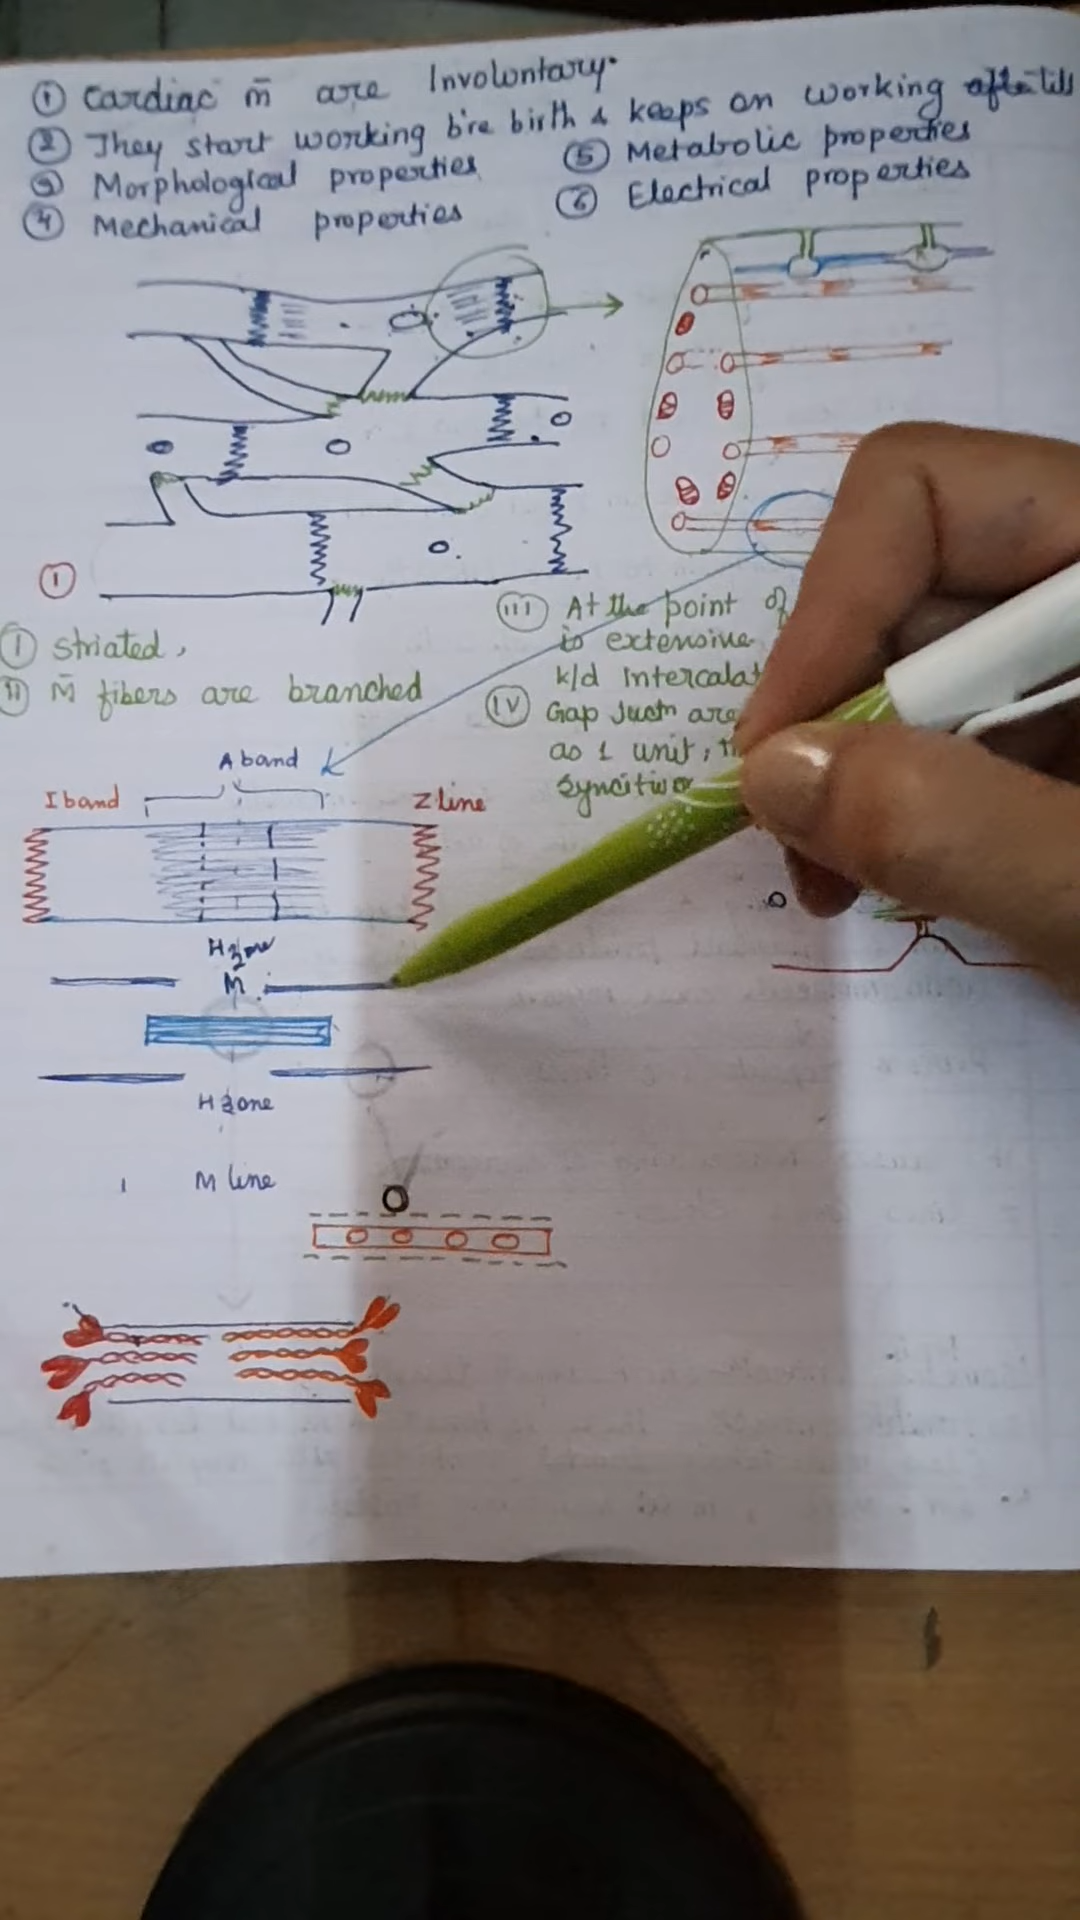 ① Cardiac m̄ are Involontary.
② They start working b're birth & keeps on working
③ Morphological properties
④ Mechanical properties
⑤ Metabolic properties
⑥ Electrical properties
①
Ⓘ striated,
ⓘⓘ M̄ fibers are branched
ⓘⓘⓘ At the point of
is extensive
k/d intercalat
ⓘⓥ Gap Juctn are
as 1 unit,
A band
I band
Z line
H zone
M
H zone
M line